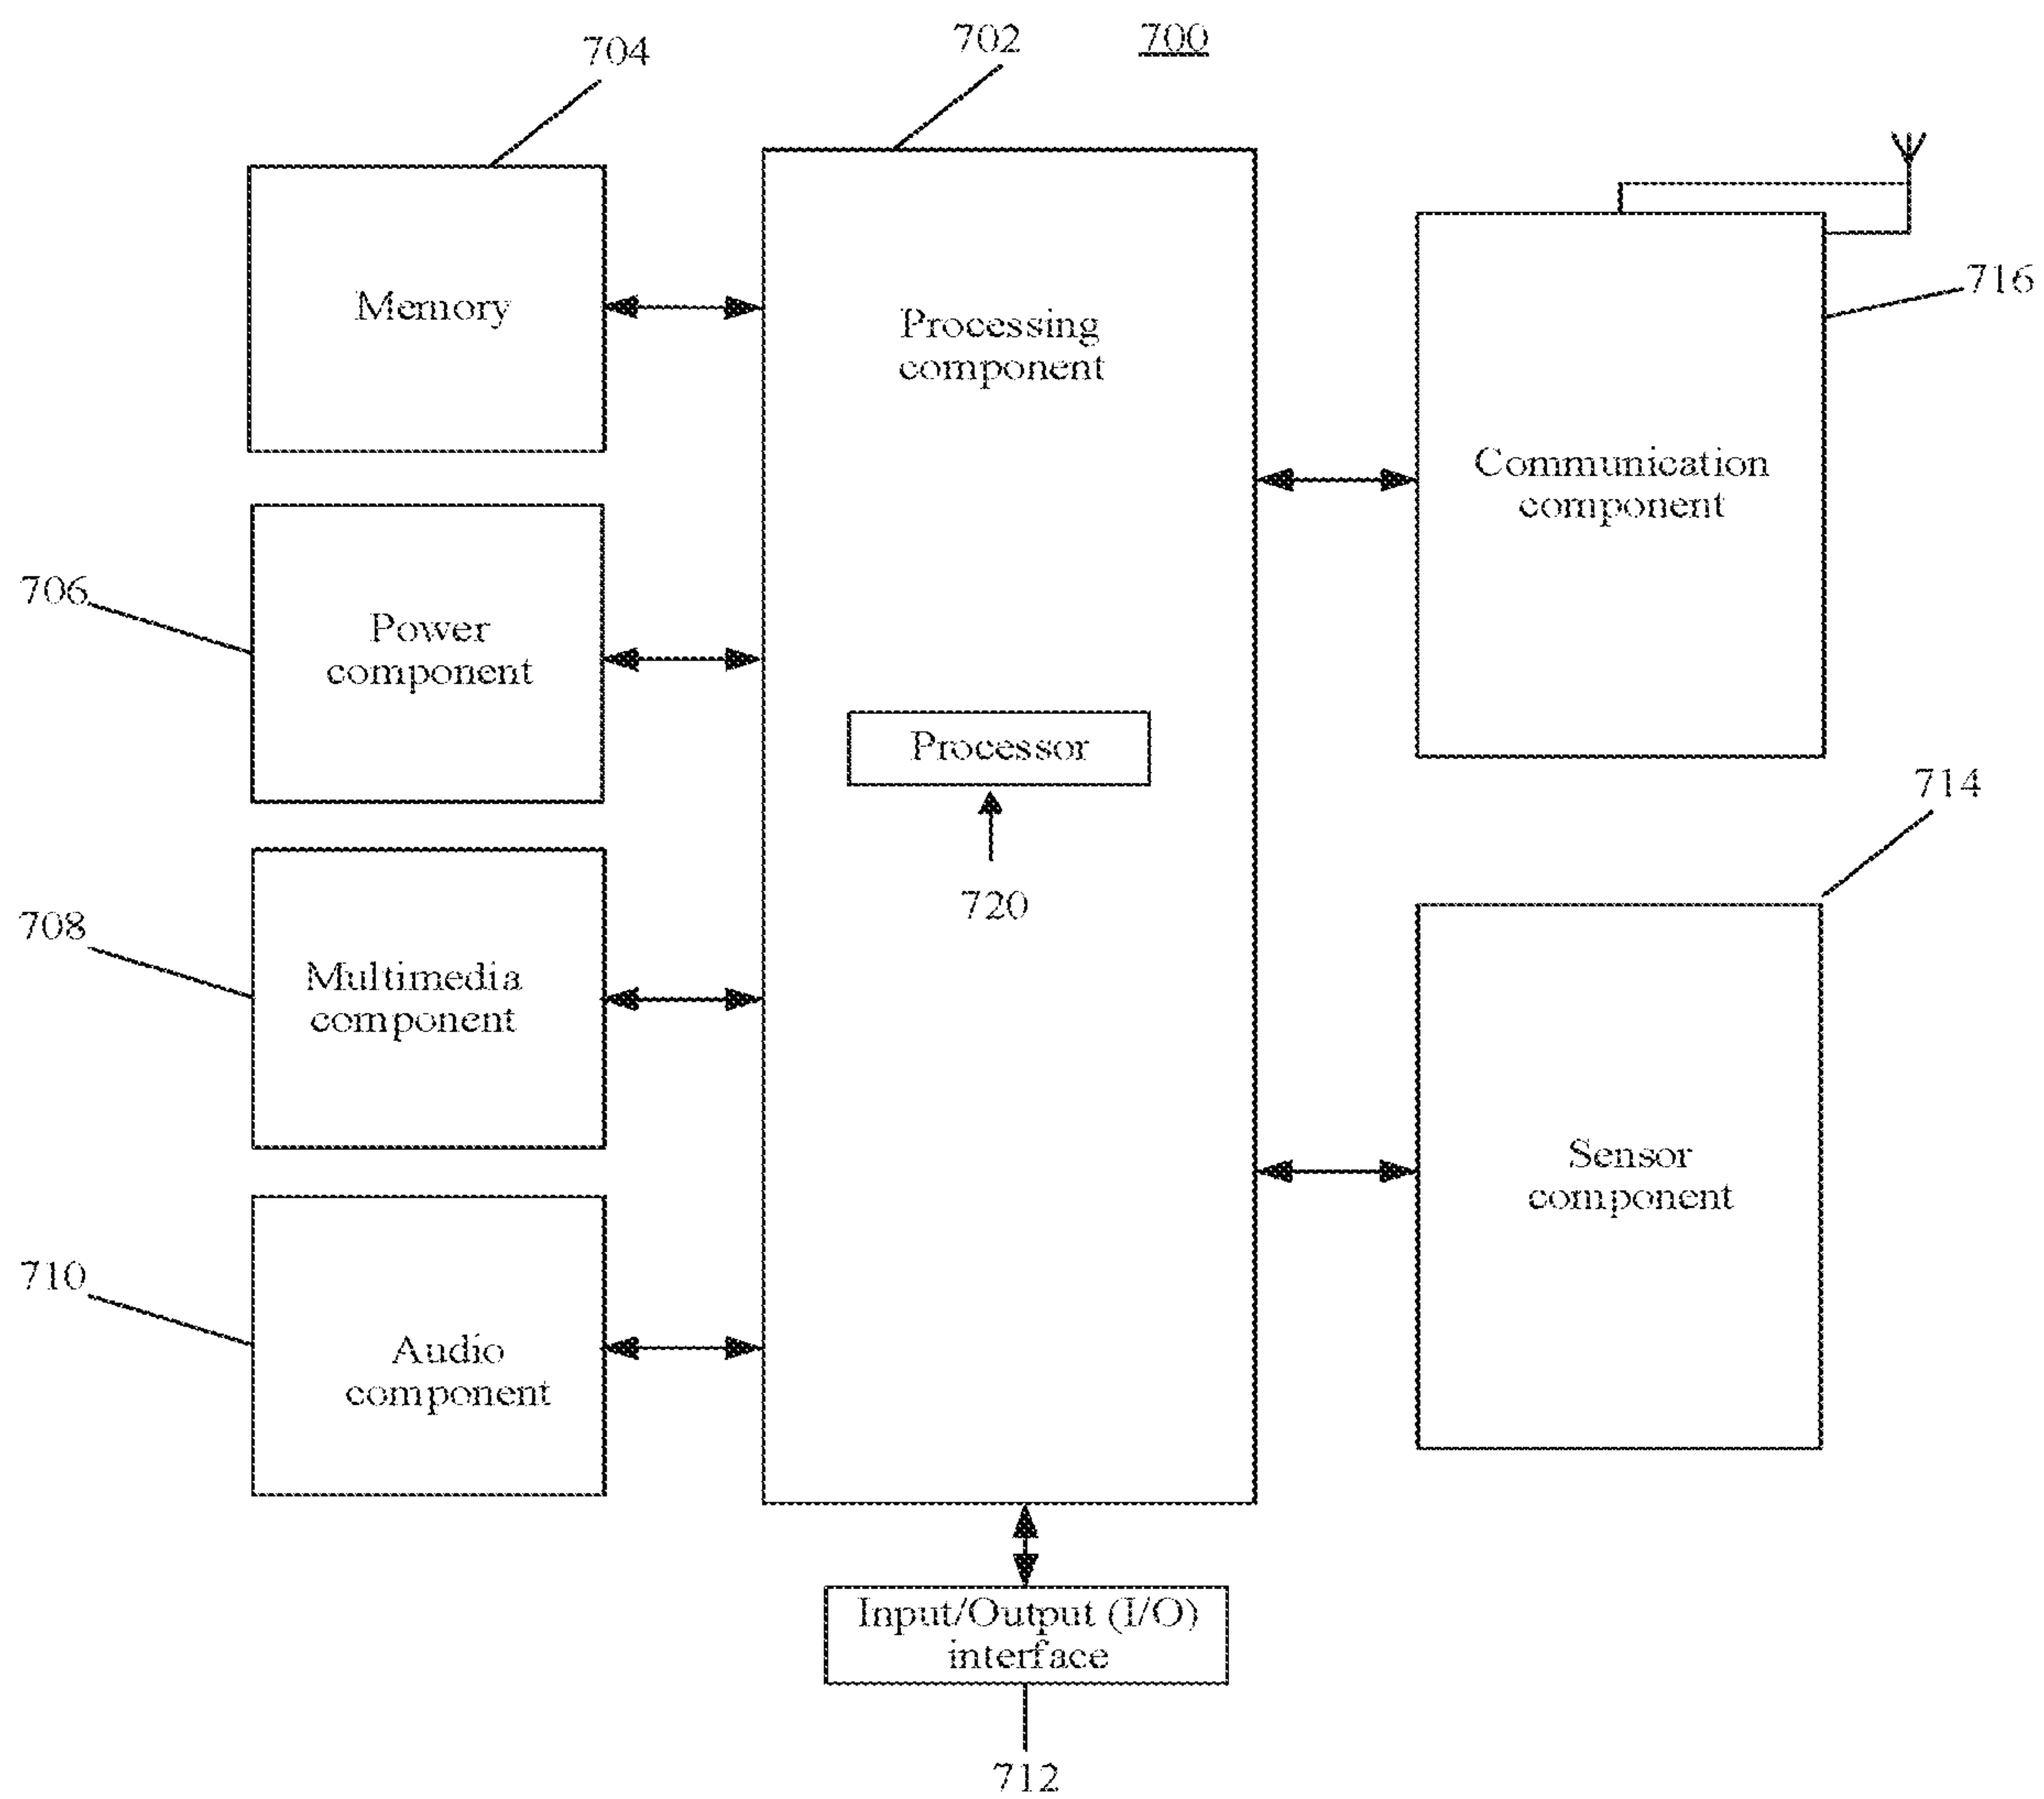 700
702
704
Memory
Processing
component
716
Communication
component
706
Power
component
Processor
720
714
708
Multimedia
component
Sensor
component
710
Audio
component
Input/Output (I/O)
interface
712